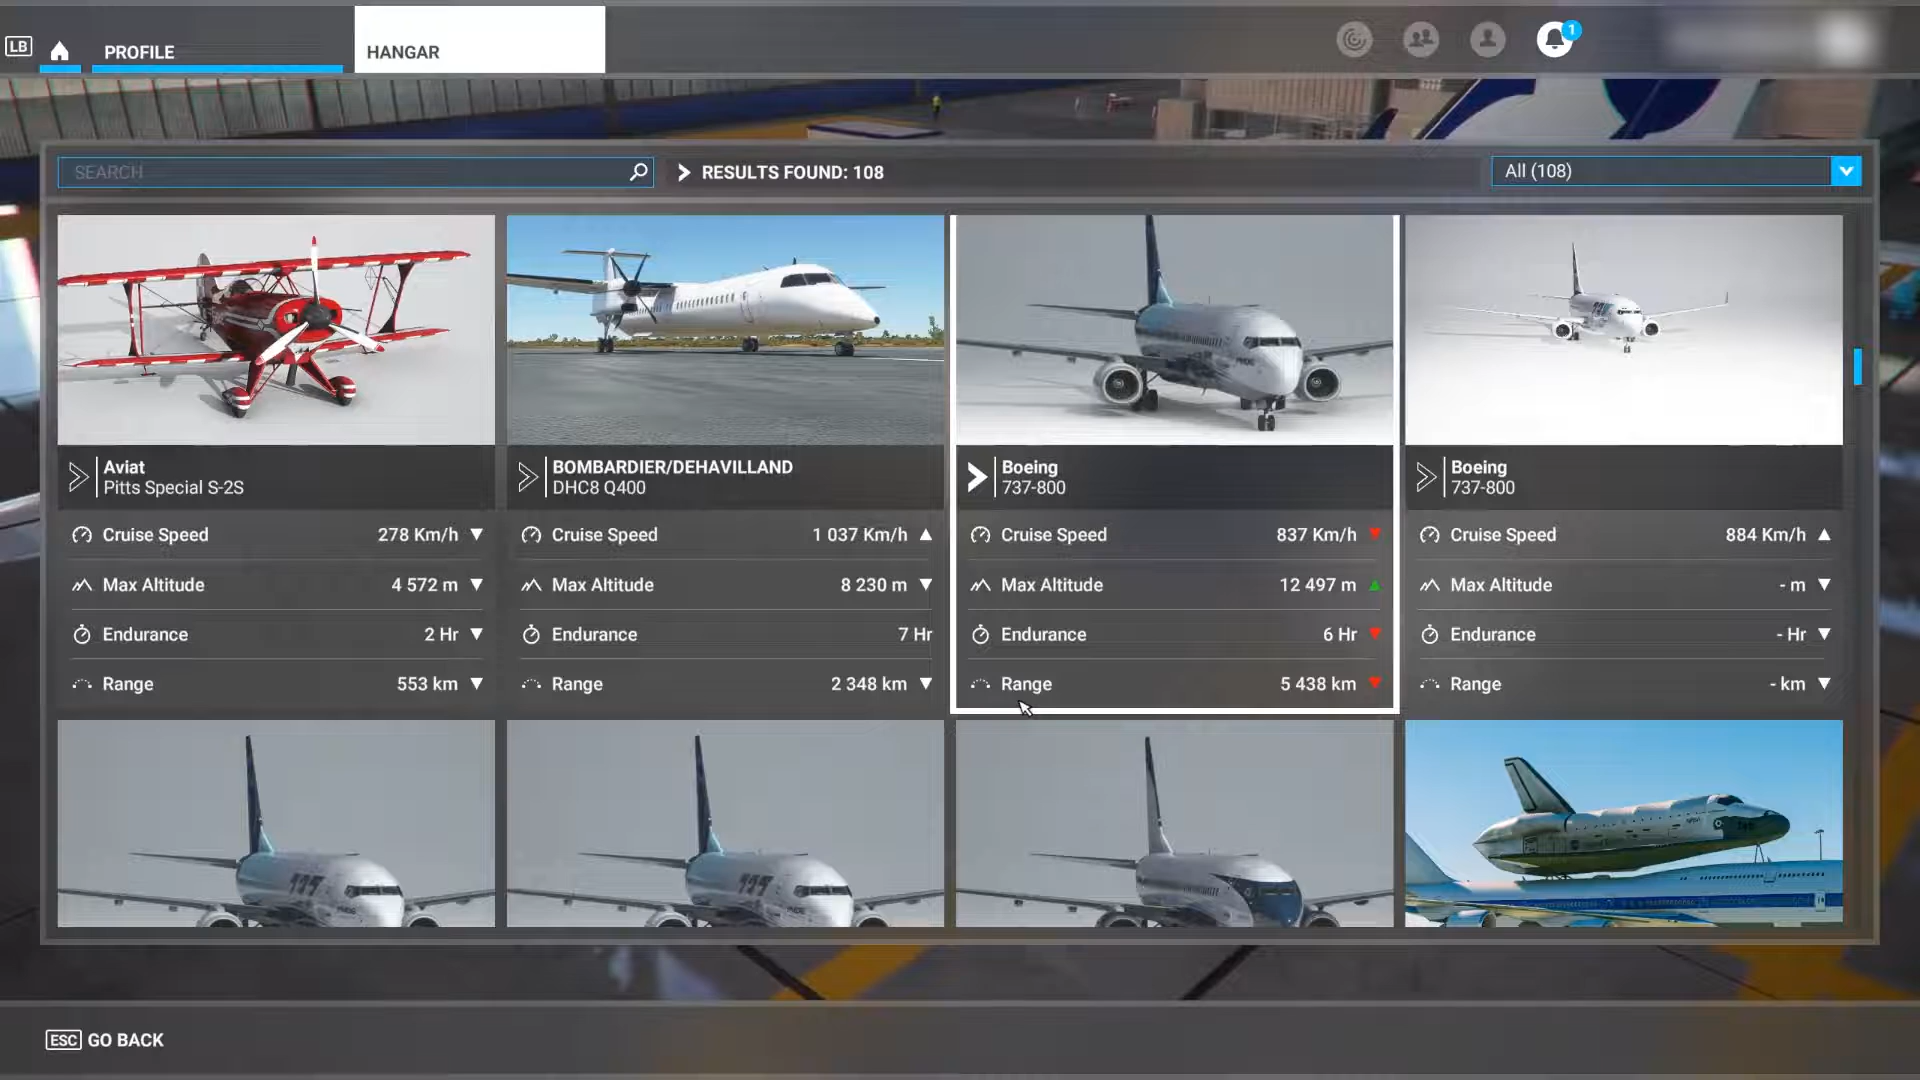 LB
PROFILE
HANGAR
1
SEARCH
RESULTS FOUND: 108
All (108)
Aviat
Pitts Special S-2S
Cruise Speed 278 Km/h
Max Altitude 4 572 m
Endurance 2 Hr
Range 553 km
BOMBARDIER/DEHAVILLAND
DHC8 Q400
Cruise Speed 1 037 Km/h
Max Altitude 8 230 m
Endurance 7 Hr
Range 2 348 km
Boeing
737-800
Cruise Speed 837 Km/h
Max Altitude 12 497 m
Endurance 6 Hr
Range 5 438 km
Boeing
737-800
Cruise Speed 884 Km/h
Max Altitude - m
Endurance - Hr
Range - km
ESC GO BACK